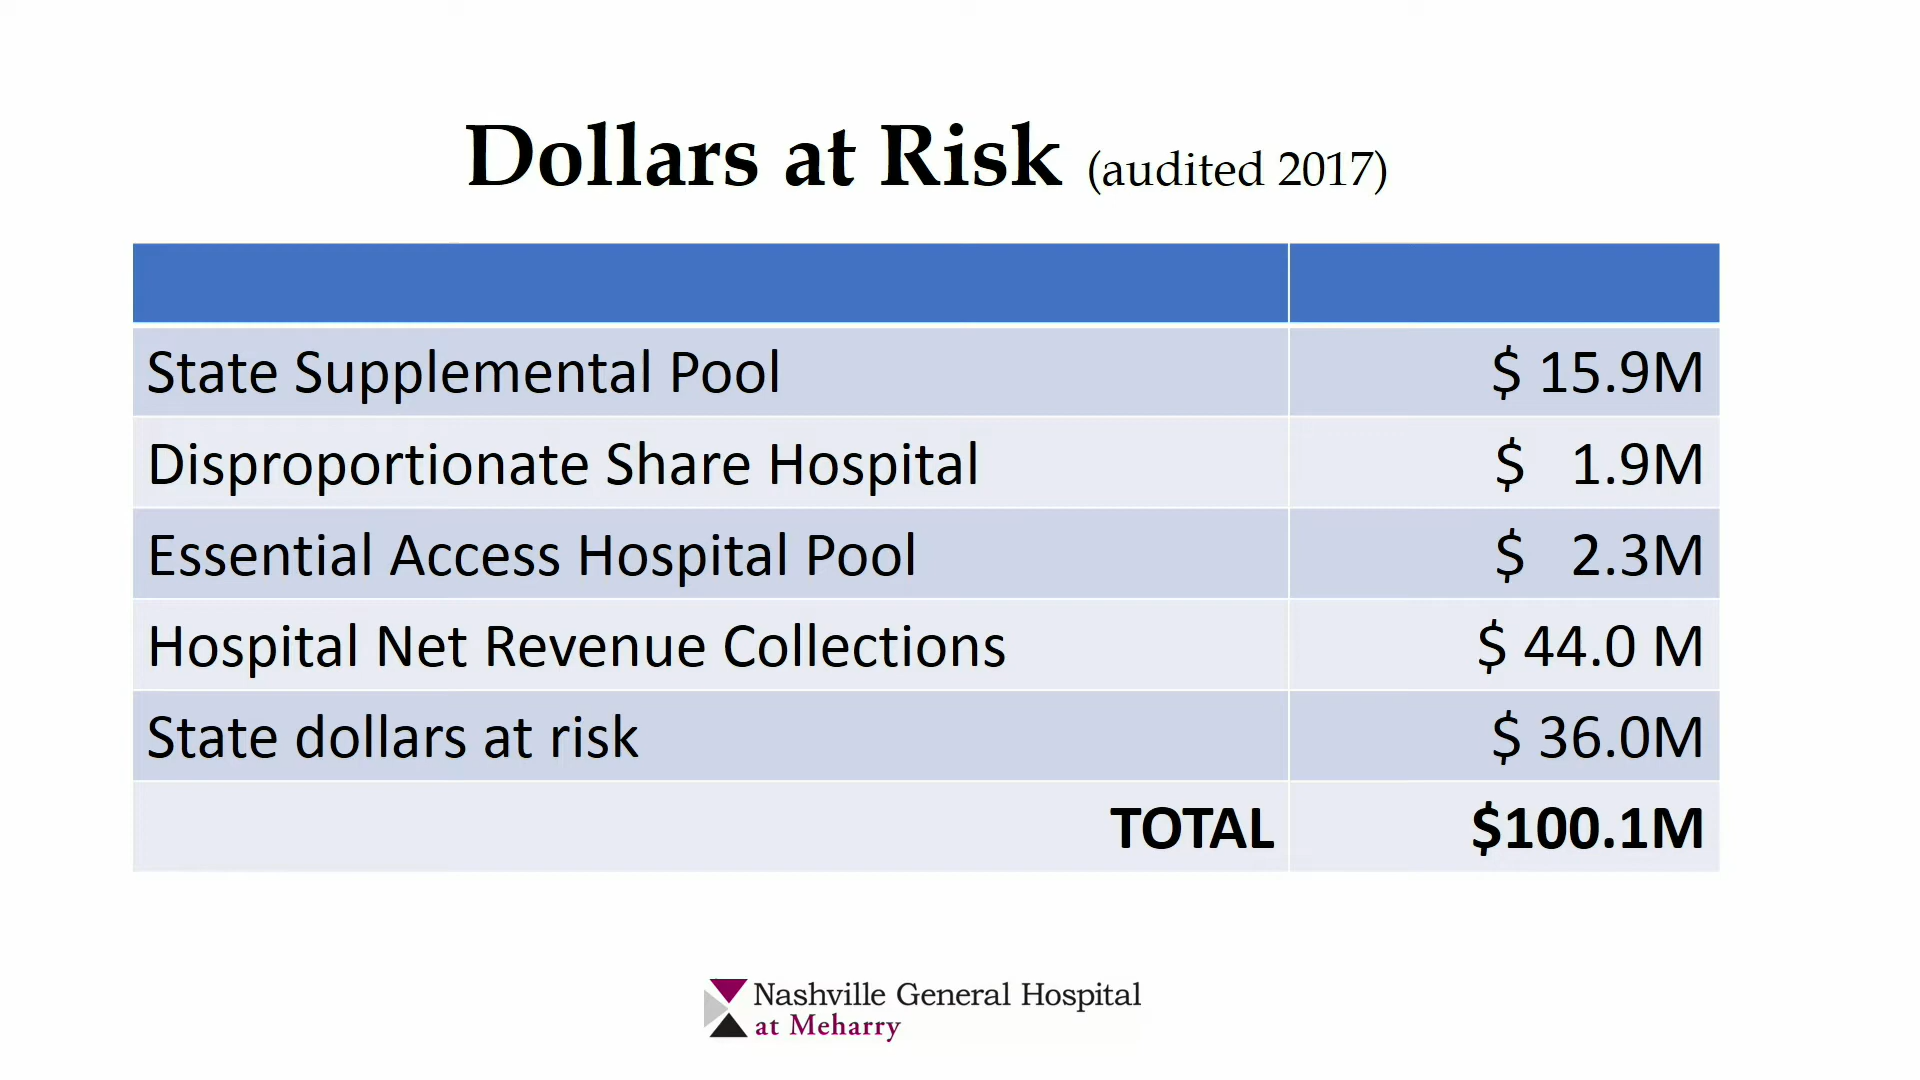 Dollars at Risk (audited 2017)
State Supplemental Pool $ 15.9M
Disproportionate Share Hospital $ 1.9M
Essential Access Hospital Pool $ 2.3M
Hospital Net Revenue Collections $ 44.0 M
State dollars at risk $ 36.0M
TOTAL $100.1M
Nashville General Hospital
at Meharry